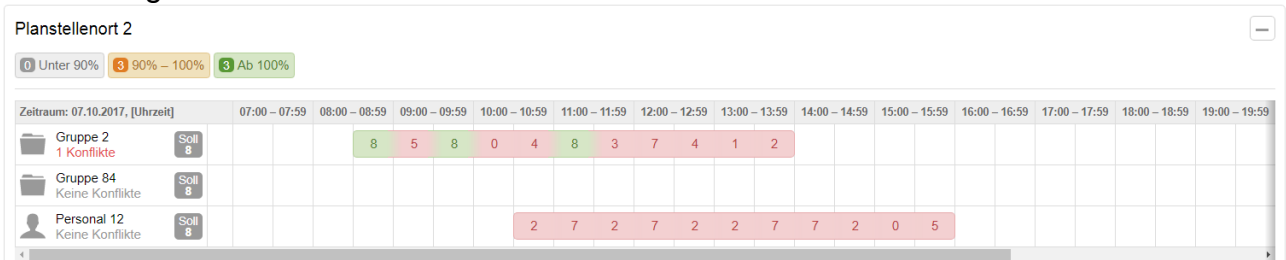 Planstellenort 2
0 Unter 90% 3 90% – 100% 3 Ab 100%
Zeitraum: 07.10.2017, [Uhrzeit] 07:00 – 07:59 08:00 – 08:59 09:00 – 09:59 10:00 – 10:59 11:00 – 11:59 12:00 – 12:59 13:00 – 13:59 14:00 – 14:59 15:00 – 15:59 16:00 – 16:59 17:00 – 17:59 18:00 – 18:59 19:00 – 19:59
Gruppe 2 Soll
1 Konflikte 8
8 5 8 0 4 8 3 7 4 1 2
Gruppe 84 Soll
Keine Konflikte 8
Personal 12 Soll
Keine Konflikte 8
2 7 2 7 2 2 7 7 2 0 5